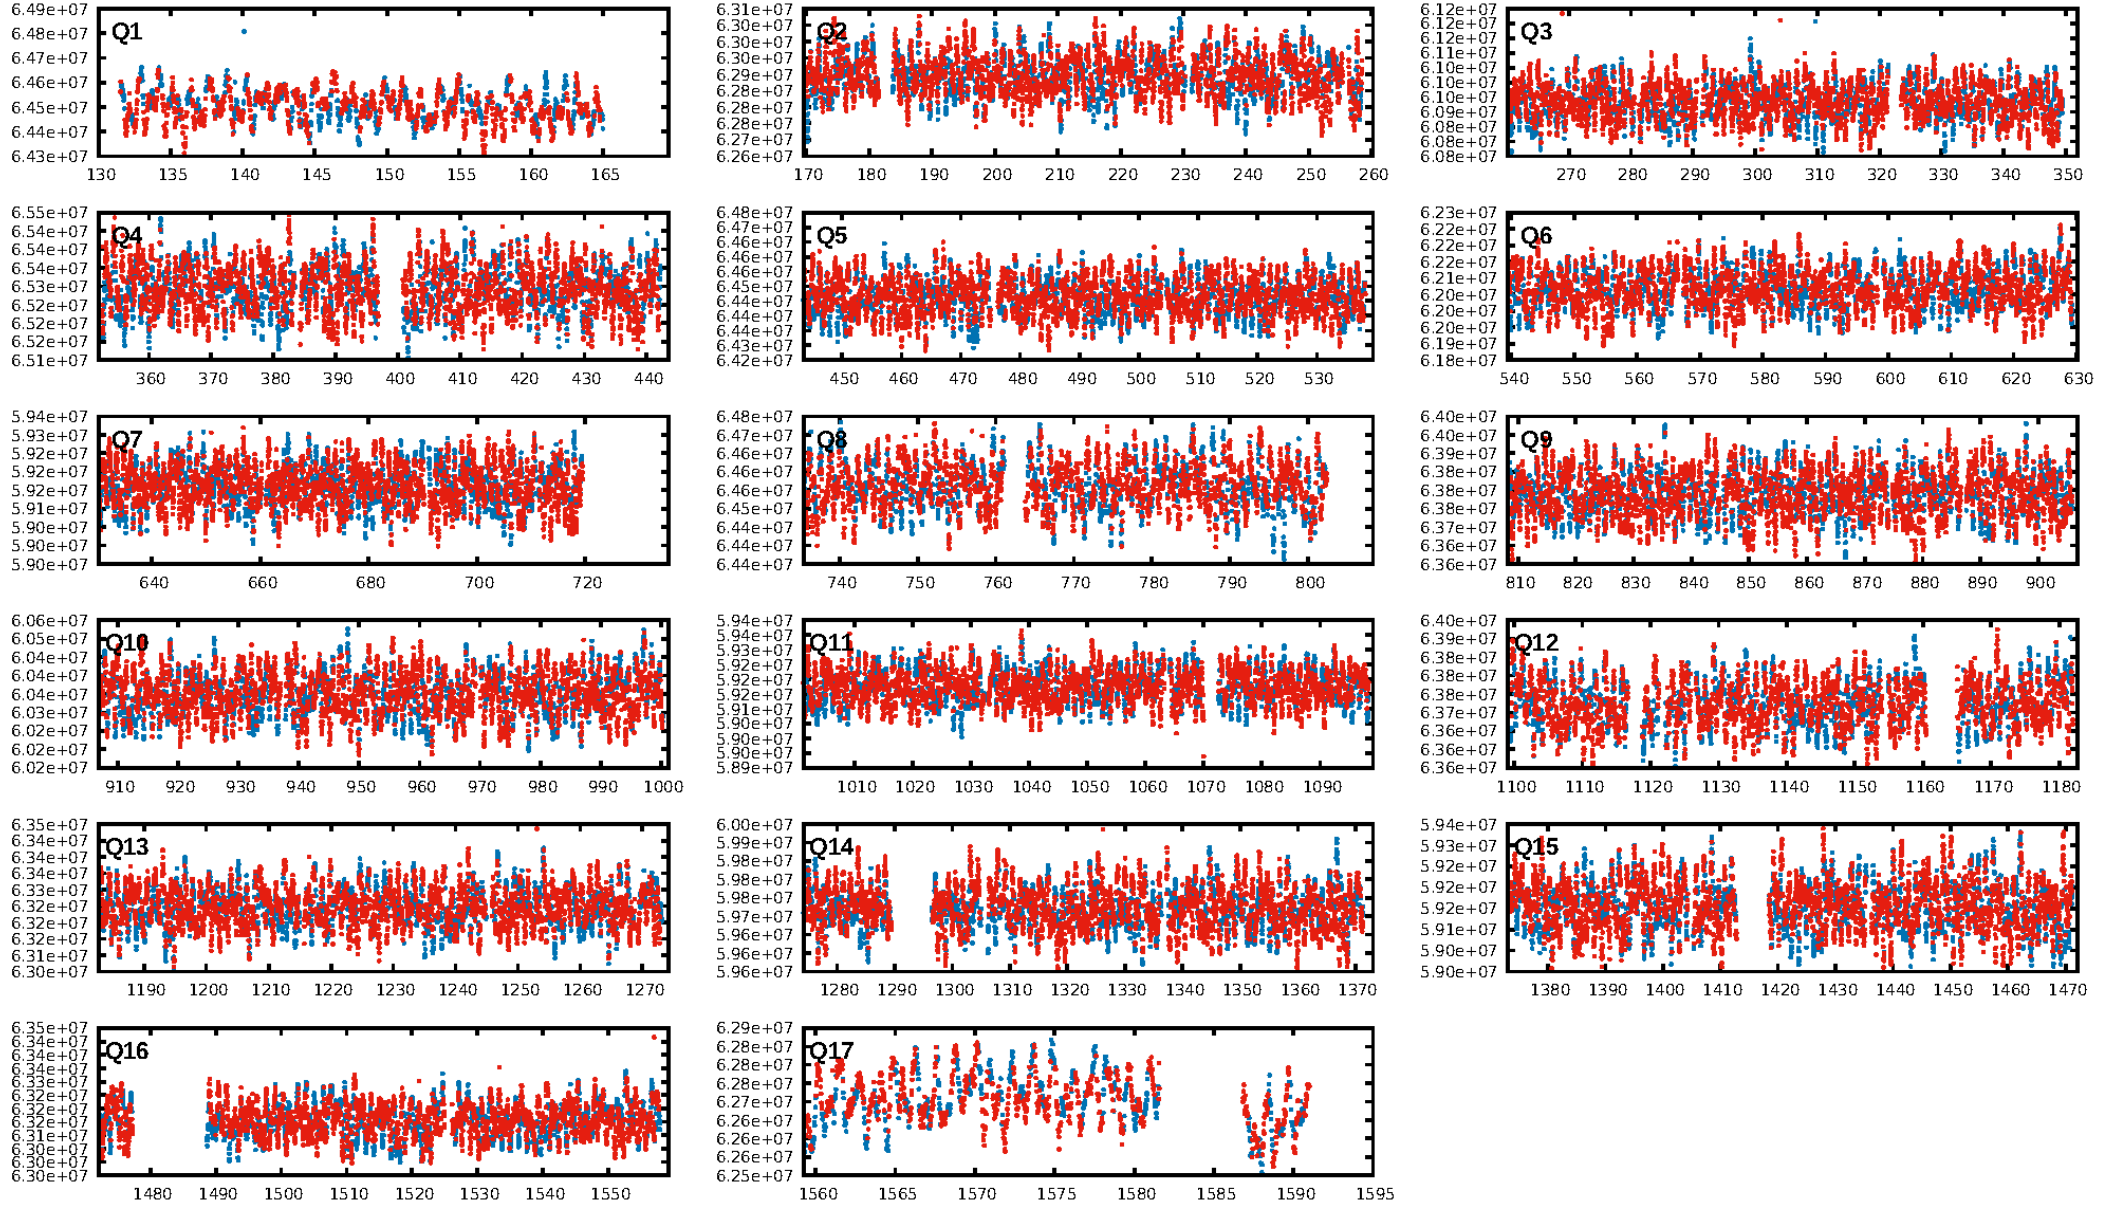 6.49e+07
6.48e+07
6.47e+07
6.46e+07
6.45e+07
6.44e+07
6.43e+07
Q1
130 135 140 145 150 155 160 165
6.31e+07
6.30e+07
6.30e+07
6.30e+07
6.29e+07
6.28e+07
6.28e+07
6.28e+07
6.27e+07
6.26e+07
Q2
170 180 190 200 210 220 230 240 250 260
6.12e+07
6.12e+07
6.12e+07
6.11e+07
6.10e+07
6.10e+07
6.10e+07
6.09e+07
6.08e+07
6.08e+07
6.08e+07
Q3
270 280 290 300 310 320 330 340 350
6.55e+07
6.54e+07
6.54e+07
6.54e+07
6.53e+07
6.52e+07
6.52e+07
6.52e+07
6.51e+07
Q4
360 370 380 390 400 410 420 430 440
6.48e+07
6.47e+07
6.46e+07
6.46e+07
6.46e+07
6.45e+07
6.44e+07
6.44e+07
6.43e+07
6.42e+07
6.42e+07
Q5
450 460 470 480 490 500 510 520 530
6.23e+07
6.22e+07
6.22e+07
6.21e+07
6.20e+07
6.20e+07
6.20e+07
6.19e+07
6.18e+07
Q6
540 550 560 570 580 590 600 610 620 630
5.94e+07
5.93e+07
5.92e+07
5.92e+07
5.92e+07
5.91e+07
5.90e+07
5.90e+07
5.90e+07
Q7
640 660 680 700 720
6.48e+07
6.47e+07
6.46e+07
6.46e+07
6.46e+07
6.45e+07
6.44e+07
6.44e+07
6.44e+07
Q8
740 750 760 770 780 790 800
6.40e+07
6.40e+07
6.39e+07
6.38e+07
6.38e+07
6.38e+07
6.37e+07
6.36e+07
6.36e+07
Q9
810 820 830 840 850 860 870 880 890 900
6.06e+07
6.05e+07
6.04e+07
6.04e+07
6.04e+07
6.03e+07
6.02e+07
6.02e+07
6.02e+07
Q10
910 920 930 940 950 960 970 980 990 1000
5.94e+07
5.94e+07
5.93e+07
5.92e+07
5.92e+07
5.92e+07
5.91e+07
5.90e+07
5.90e+07
5.90e+07
5.89e+07
Q11
1010 1020 1030 1040 1050 1060 1070 1080 1090
6.40e+07
6.39e+07
6.38e+07
6.38e+07
6.38e+07
6.37e+07
6.36e+07
6.36e+07
6.36e+07
Q12
1100 1110 1120 1130 1140 1150 1160 1170 1180
6.35e+07
6.34e+07
6.34e+07
6.34e+07
6.33e+07
6.32e+07
6.32e+07
6.32e+07
6.31e+07
6.30e+07
Q13
1190 1200 1210 1220 1230 1240 1250 1260 1270
6.00e+07
5.99e+07
5.98e+07
5.98e+07
5.98e+07
5.97e+07
5.96e+07
5.96e+07
5.96e+07
Q14
1280 1290 1300 1310 1320 1330 1340 1350 1360 1370
5.94e+07
5.93e+07
5.92e+07
5.92e+07
5.92e+07
5.91e+07
5.90e+07
5.90e+07
Q15
1380 1390 1400 1410 1420 1430 1440 1450 1460 1470
6.35e+07
6.34e+07
6.34e+07
6.34e+07
6.33e+07
6.32e+07
6.32e+07
6.32e+07
6.31e+07
6.30e+07
6.30e+07
6.30e+07
Q16
1480 1490 1500 1510 1520 1530 1540 1550
6.29e+07
6.28e+07
6.28e+07
6.28e+07
6.27e+07
6.26e+07
6.26e+07
6.26e+07
6.25e+07
Q17
1560 1565 1570 1575 1580 1585 1590 1595